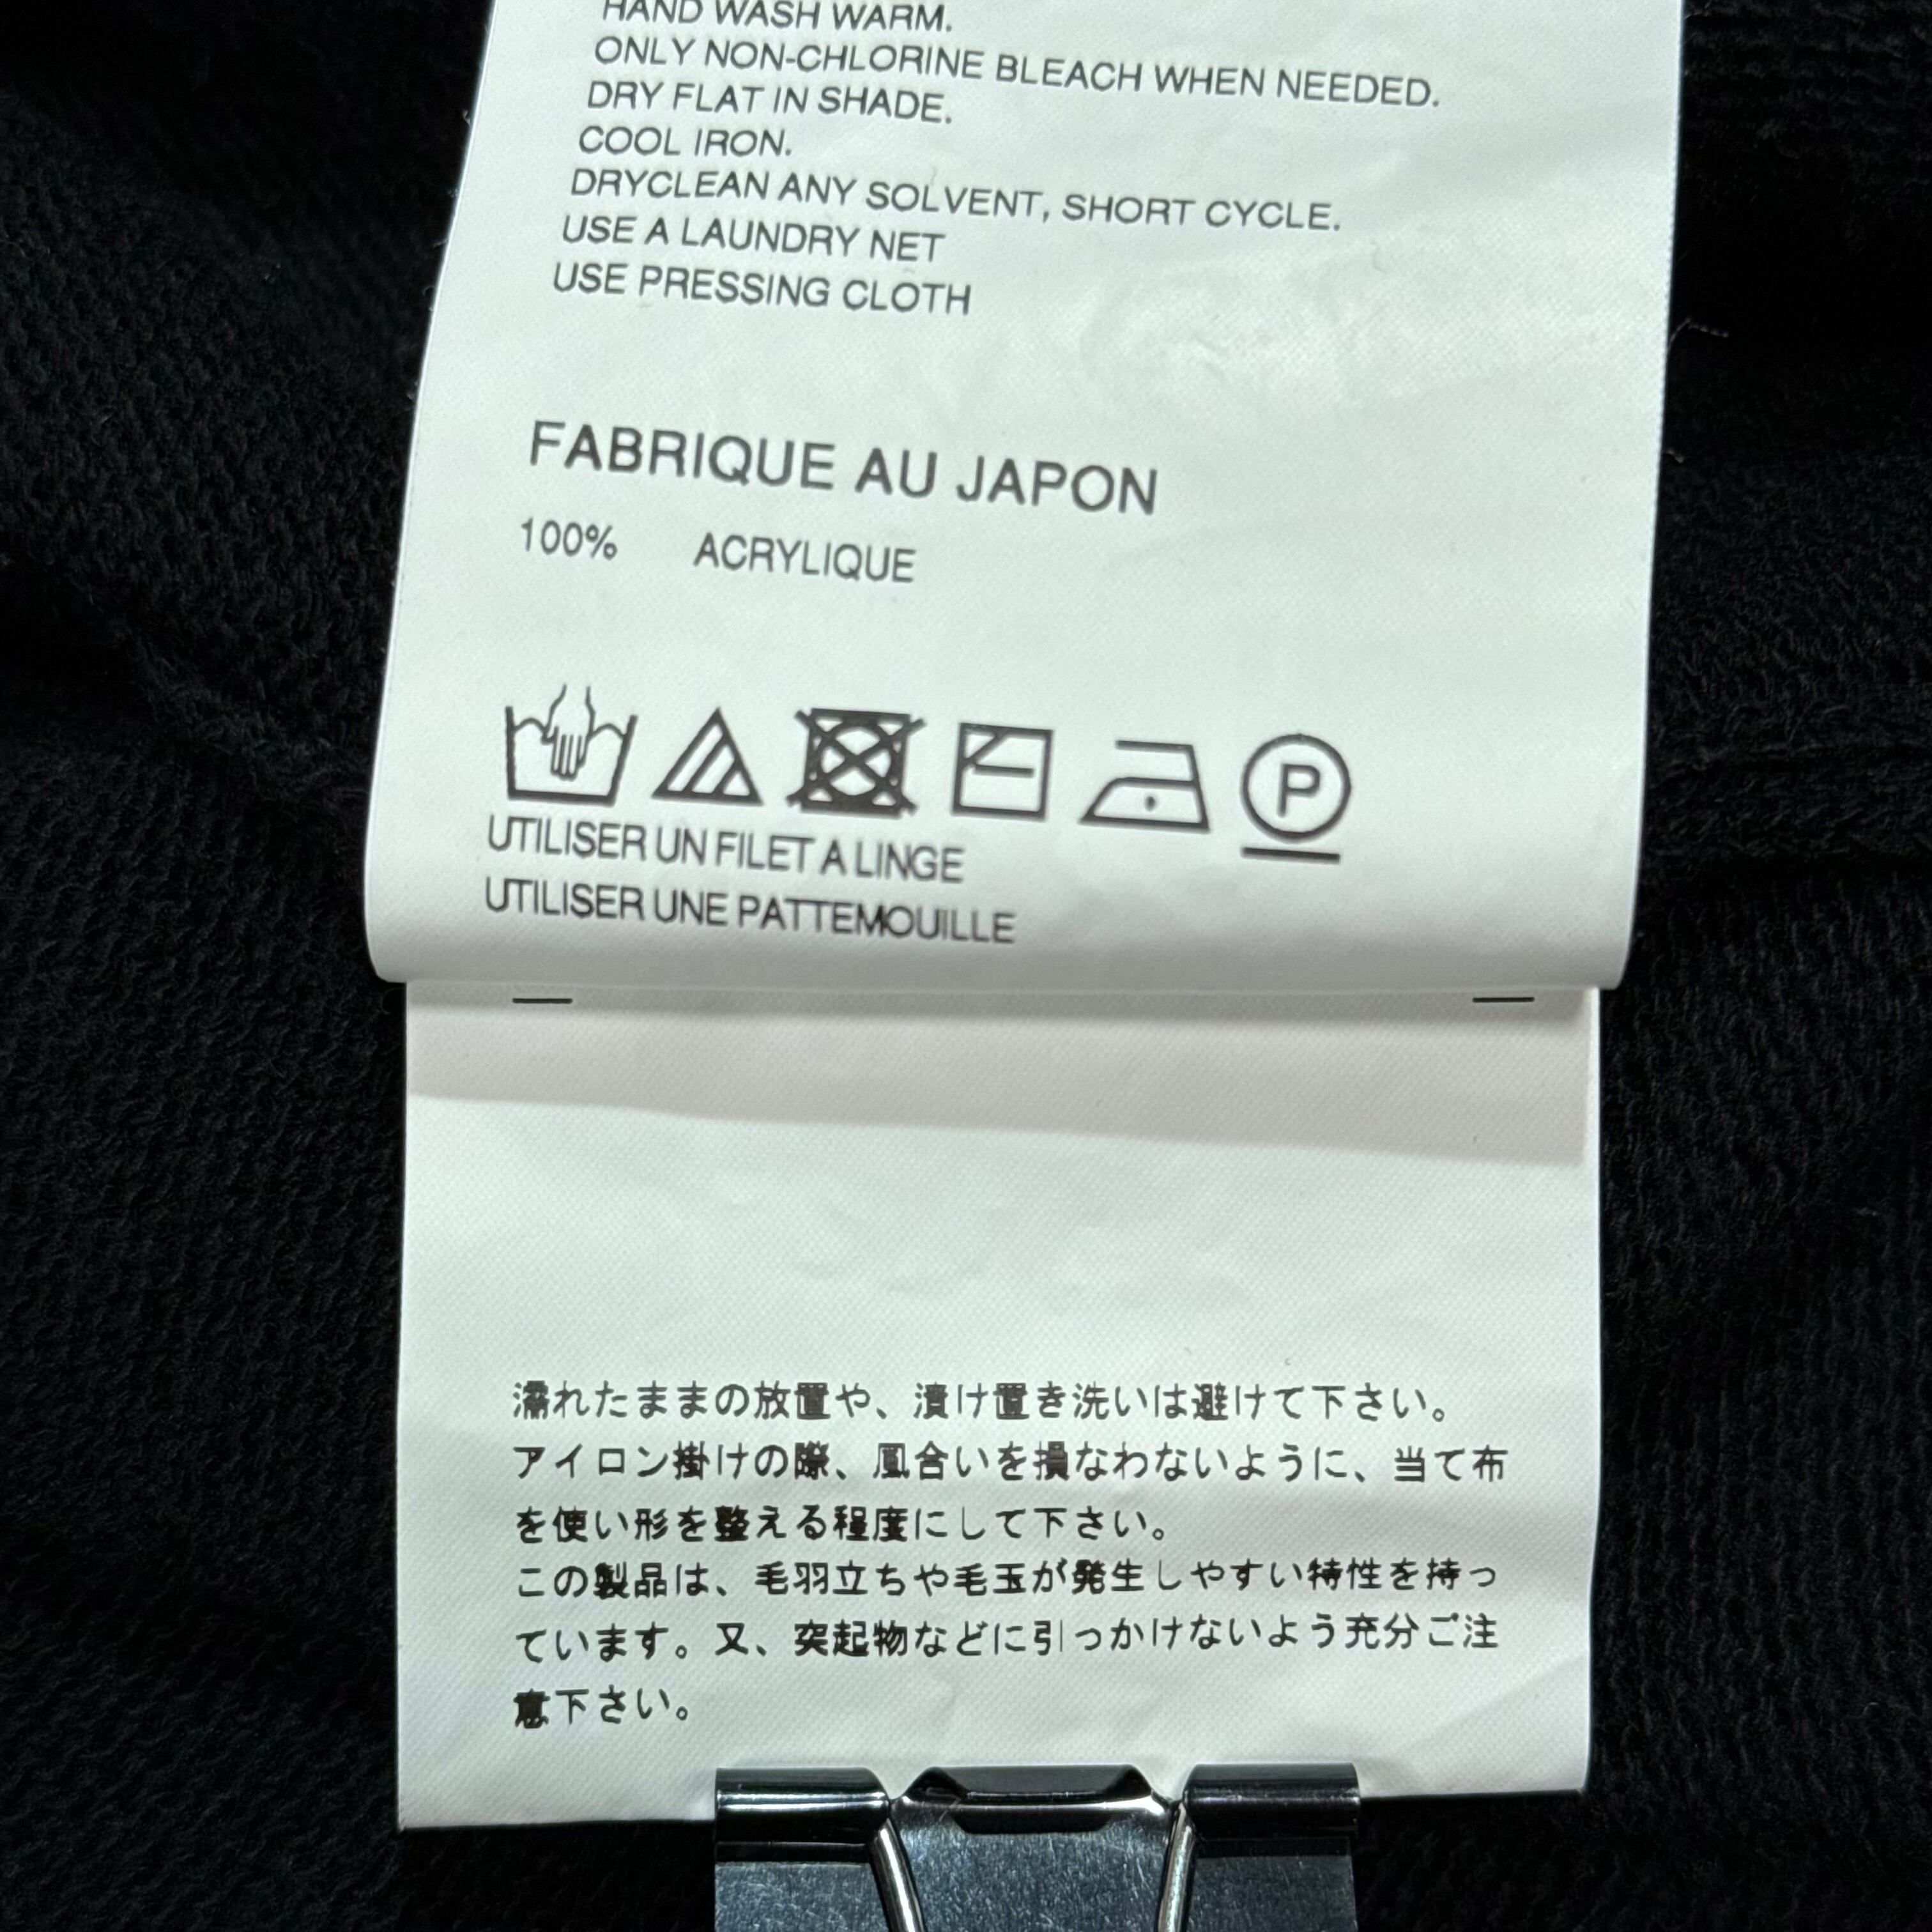 HAND WASH WARM.
ONLY NON-CHLORINE BLEACH WHEN NEEDED.
DRY FLAT IN SHADE.
COOL IRON.
DRYCLEAN ANY SOLVENT, SHORT CYCLE.
USE A LAUNDRY NET
USE PRESSING CLOTH
FABRIQUE AU JAPON
100% ACRYLIQUE
P
UTILISER UN FILET A LINGE
UTILISER UNE PATTEMOUILLE
濡れたままの放置や、漬け置き洗いは避けて下さい。
アイロン掛けの際、風合いを損なわないように、当て布
を使い形を整える程度にして下さい。
この製品は、毛羽立ちや毛玉が発生しやすい特性を持っ
ています。又、突起物などに引っかけないよう充分ご注
意下さい。